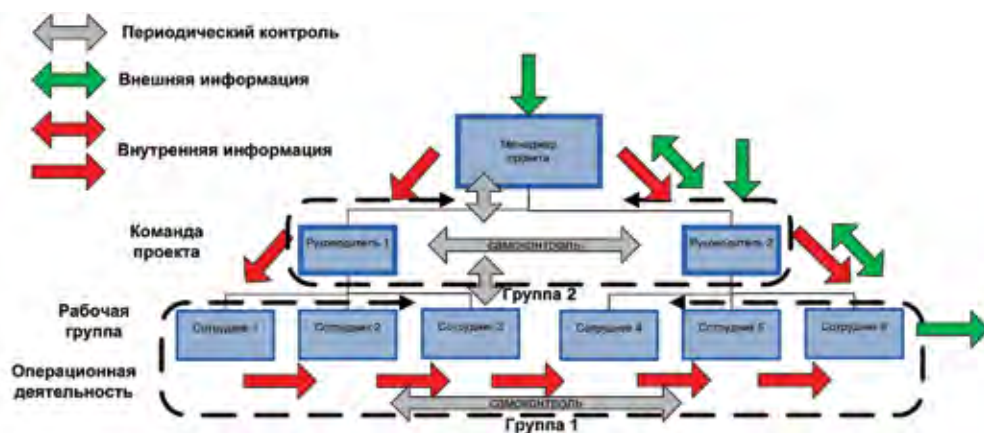 Периодический контроль
Внешняя информация
Внутренняя информация
Менеджер
проекта
Команда
проекта
Руководитель 1
самоконтроль
Руководитель 2
Группа 2
Рабочая
группа
Сотрудник 1
Сотрудник 2
Сотрудник 3
Сотрудник 4
Сотрудник 5
Сотрудник 6
Операционная
деятельность
самоконтроль
Группа 1